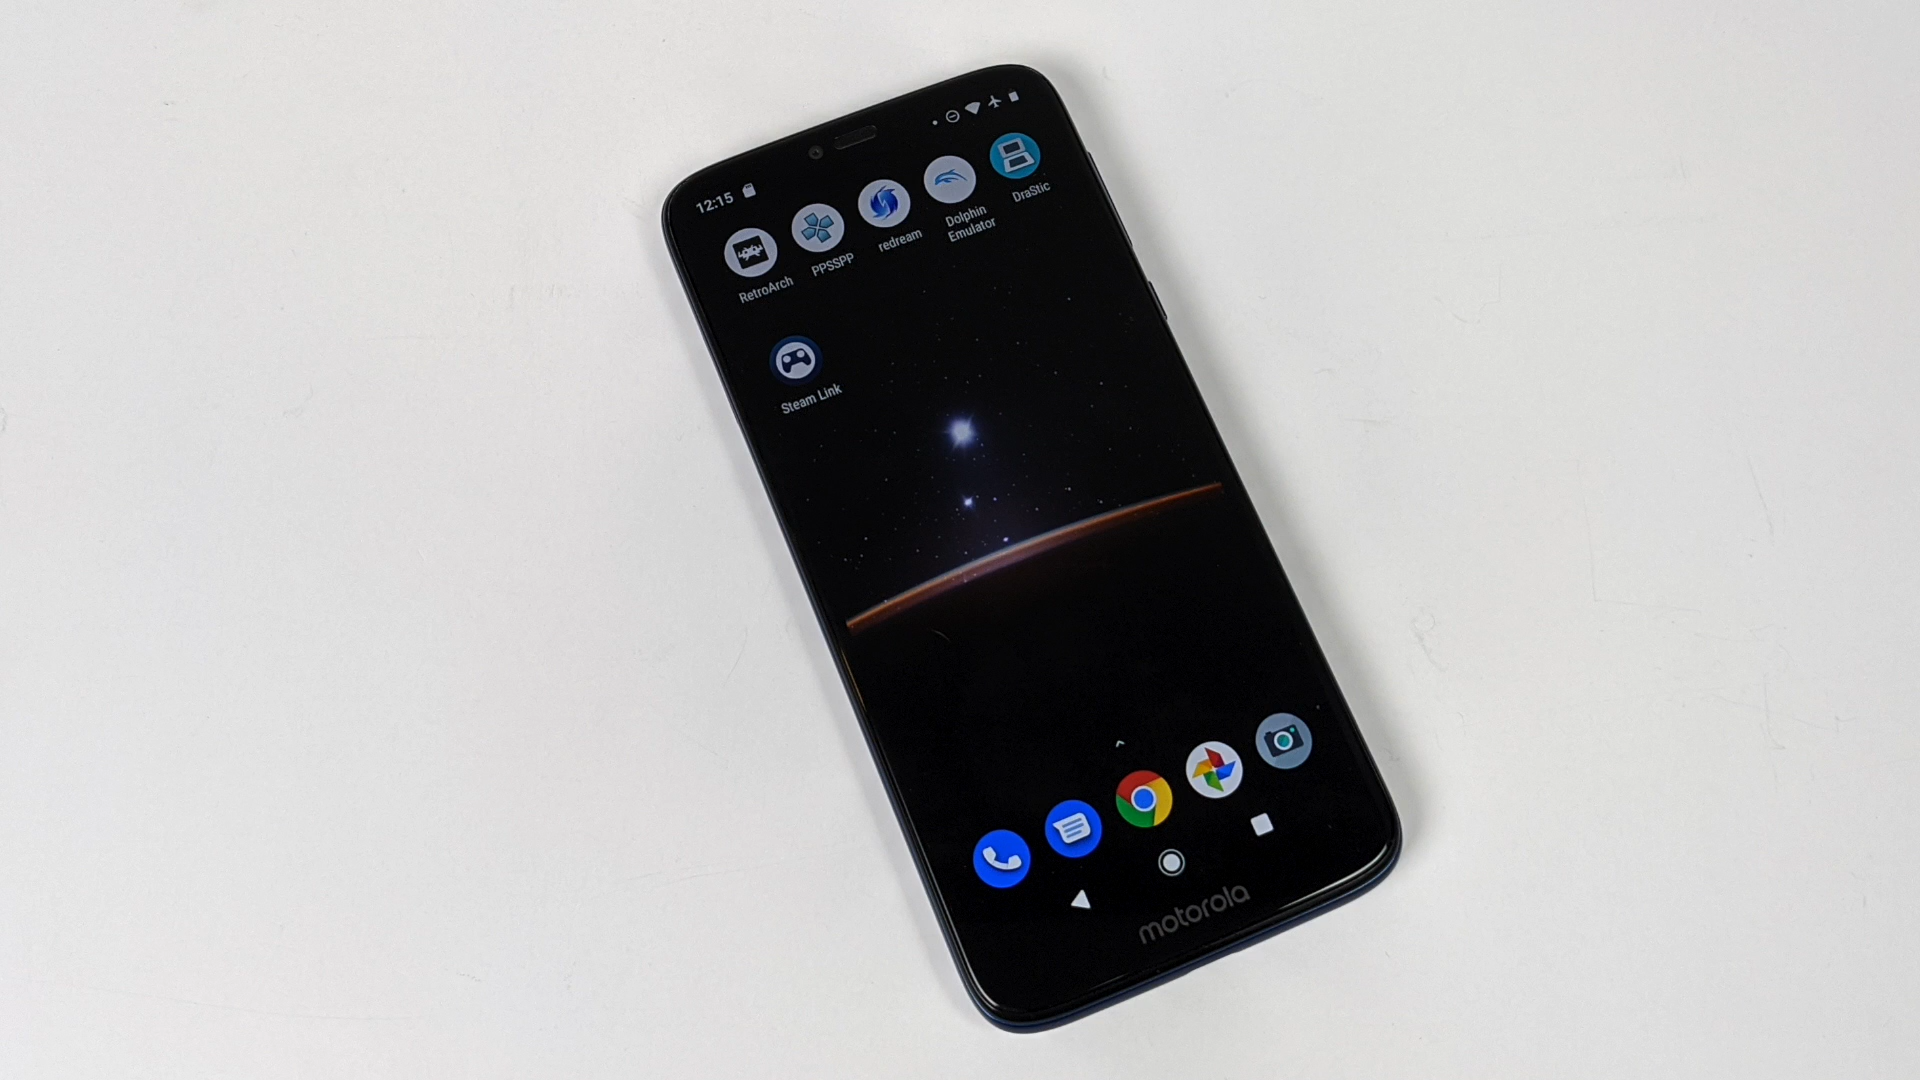 12:15
RetroArch
PPSSPP
redream
Dolphin
Emulator
DraStic
Steam Link
motorola